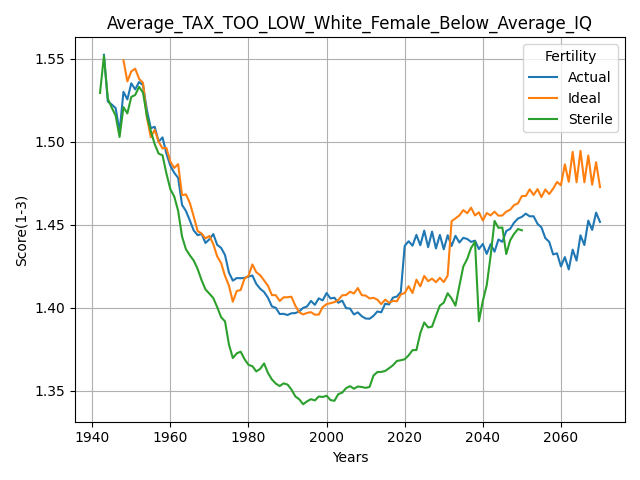 Average_TAX_TOO_LOW_White_Female_Below_Average_IQ
Fertility
Actual
Ideal
Sterile
Score(1-3)
1.55
1.50
1.45
1.40
1.35
1940
1960
1980
2000
2020
2040
2060
Years